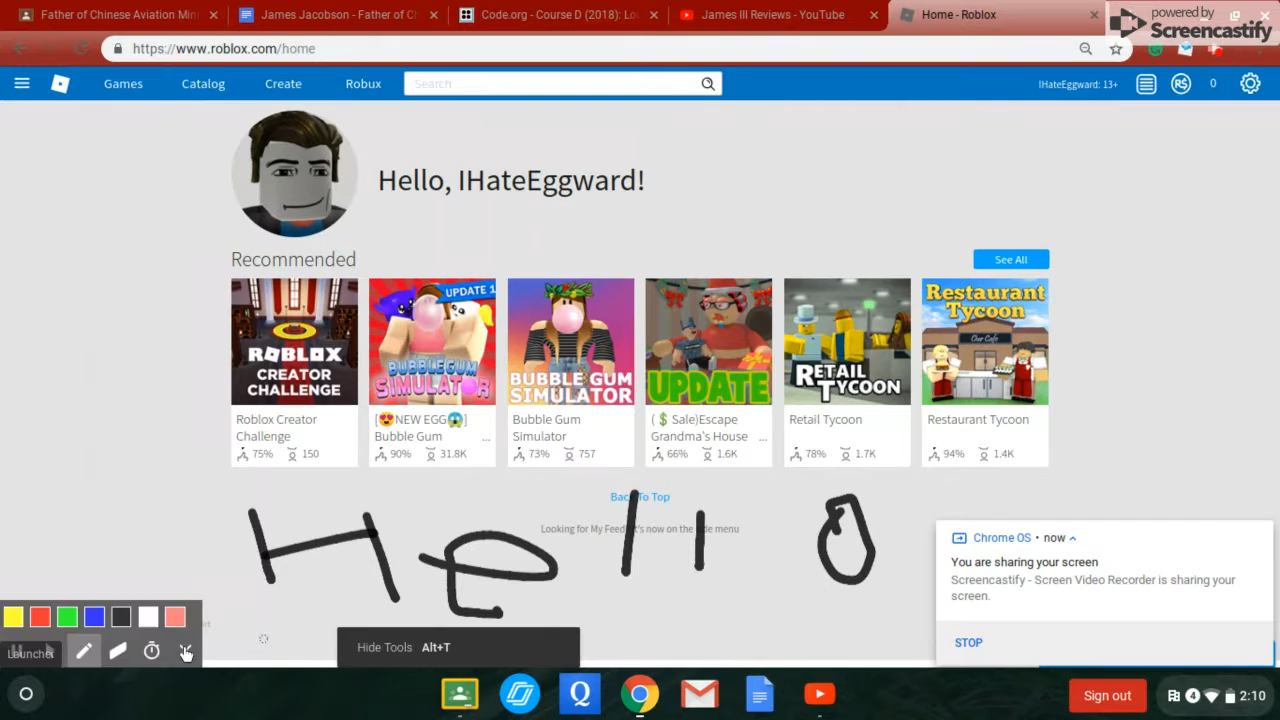 Father of Chinese Aviation Min
James Jacobson - Father of Ch
Code.org - Course D (2018): Lo
James III Reviews - YouTube
Home - Roblox
powered by
Screencastify
https://www.roblox.com/home
Games
Catalog
Create
Robux
Search
IHateEggward: 13+
R$
0
Hello, IHateEggward!
Recommended
See All
ROBLOX
CREATOR
CHALLENGE
UPDATE 1
BUBBLEGUM
SIMULATOR
BUBBLE GUM
SIMULATOR
UPDATE
RETAIL
TYCOON
Restaurant
Tycoon
Our Cafe
Roblox Creator
Challenge
75% 150
[😍NEW EGG😱]
Bubble Gum ...
90% 31.8K
Bubble Gum
Simulator
73% 757
(💲Sale)Escape
Grandma's House ...
66% 1.6K
Retail Tycoon
78% 1.7K
Restaurant Tycoon
94% 1.4K
Back To Top
Looking for My Feed? It's now on the side menu
Hello
Chrome OS • now
You are sharing your screen
Screencastify - Screen Video Recorder is sharing your
screen.
STOP
Launcher
Hide Tools Alt+T
Q
Sign out
4
2:10